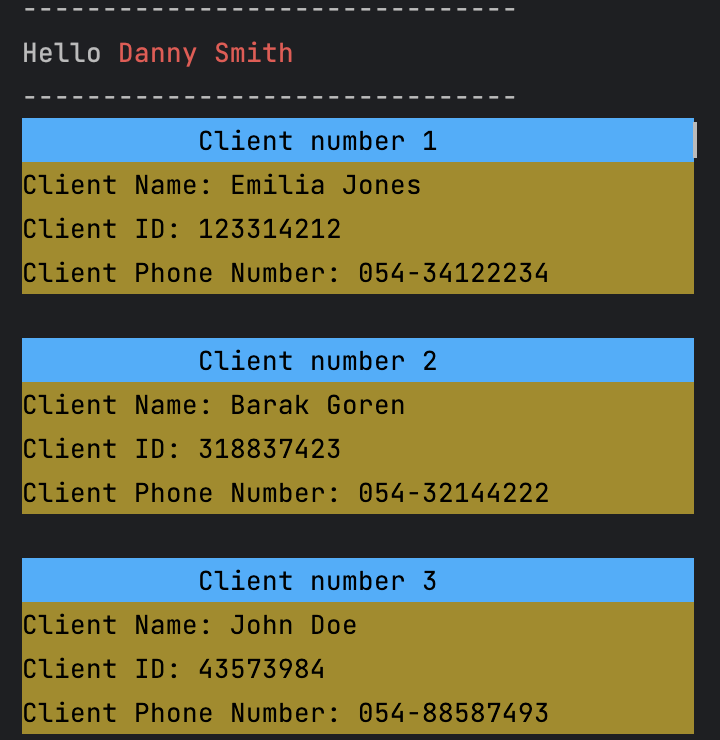 -------------------------------
Hello Danny Smith
-------------------------------
Client number 1
Client Name: Emilia Jones
Client ID: 123314212
Client Phone Number: 054-34122234
Client number 2
Client Name: Barak Goren
Client ID: 318837423
Client Phone Number: 054-32144222
Client number 3
Client Name: John Doe
Client ID: 43573984
Client Phone Number: 054-88587493